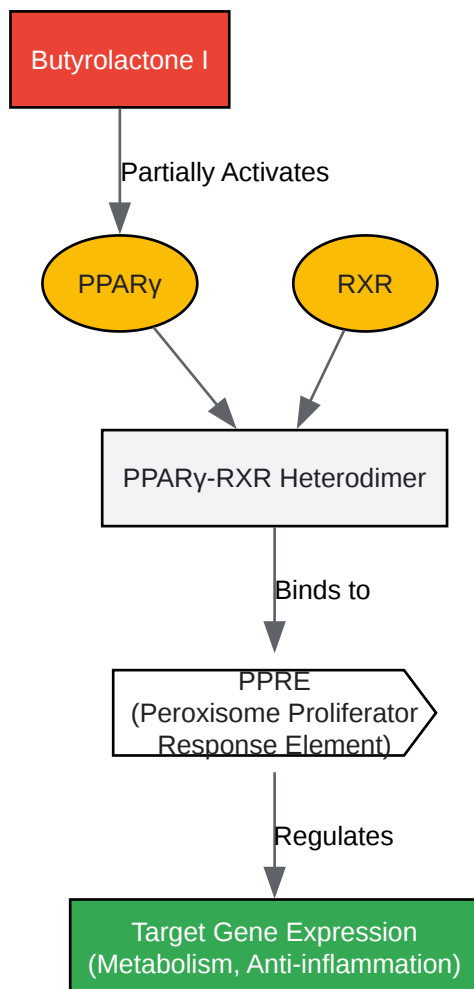 Butyrolactone I
Partially Activates
PPARγ
RXR
PPARγ-RXR Heterodimer
Binds to
PPRE
(Peroxisome Proliferator
Response Element)
Regulates
Target Gene Expression
(Metabolism, Anti-inflammation)